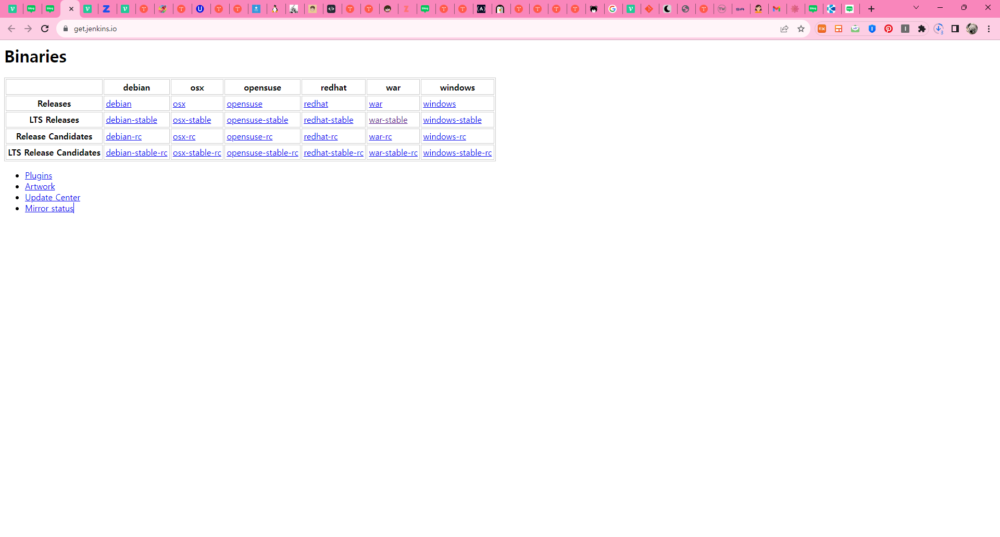 get.jenkins.io
3
Binaries
debian osx opensuse redhat war windows
Releases debian osx opensuse redhat war windows
LTS Releases debian-stable osx-stable opensuse-stable redhat-stable war-stable windows-stable
Release Candidates debian-rc osx-rc opensuse-rc redhat-rc war-rc windows-rc
LTS Release Candidates debian-stable-rc osx-stable-rc opensuse-stable-rc redhat-stable-rc war-stable-rc windows-stable-rc
Plugins
Artwork
Update Center
Mirror status